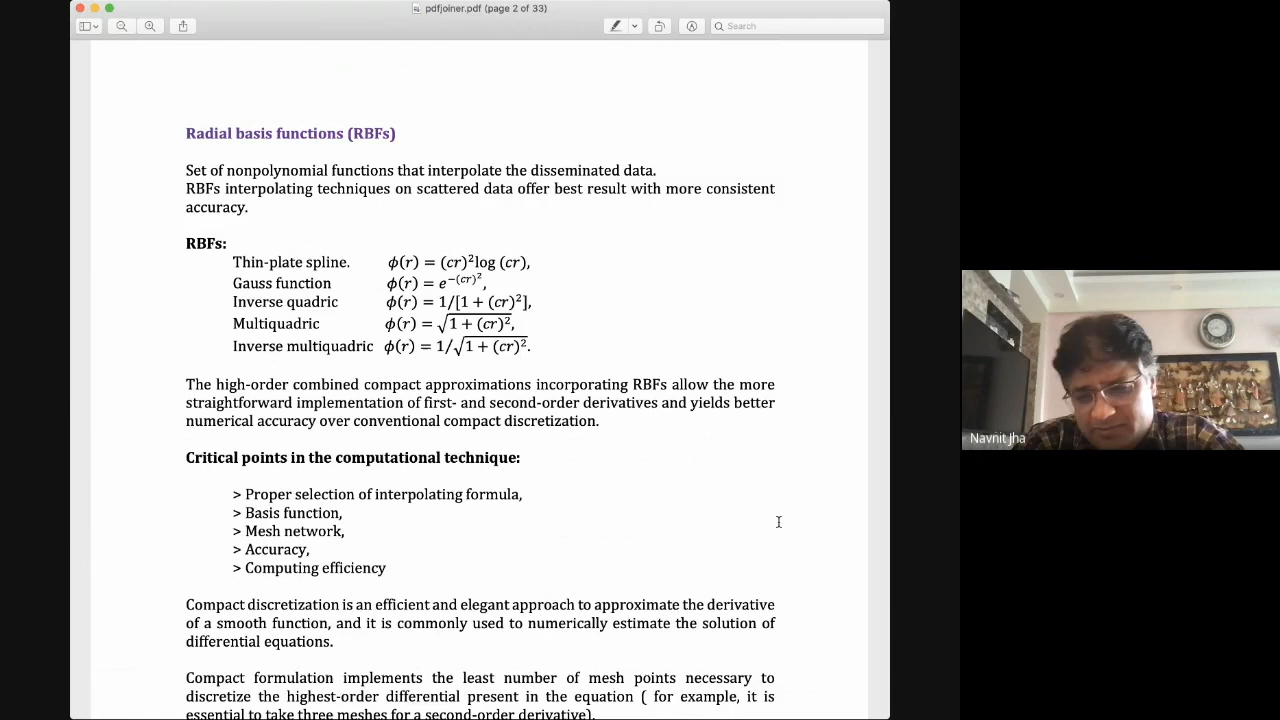 pdfjoiner.pdf (page 2 of 33)
Search
Radial basis functions (RBFs)
Set of nonpolynomial functions that interpolate the disseminated data.
RBFs interpolating techniques on scattered data offer best result with more consistent
accuracy.
RBFs:
Thin-plate spline. ϕ(r) = (cr)²log (cr),
Gauss function ϕ(r) = e^{−(cr)²},
Inverse quadric ϕ(r) = 1/[1 + (cr)²],
Multiquadric ϕ(r) = √(1 + (cr)²),
Inverse multiquadric ϕ(r) = 1/√(1 + (cr)²).
The high-order combined compact approximations incorporating RBFs allow the more
straightforward implementation of first- and second-order derivatives and yields better
numerical accuracy over conventional compact discretization.
Critical points in the computational technique:
> Proper selection of interpolating formula,
> Basis function,
> Mesh network,
> Accuracy,
> Computing efficiency
Compact discretization is an efficient and elegant approach to approximate the derivative
of a smooth function, and it is commonly used to numerically estimate the solution of
differential equations.
Compact formulation implements the least number of mesh points necessary to
discretize the highest-order differential present in the equation ( for example, it is
essential to take three meshes for a second-order derivative).
Navnit Jha